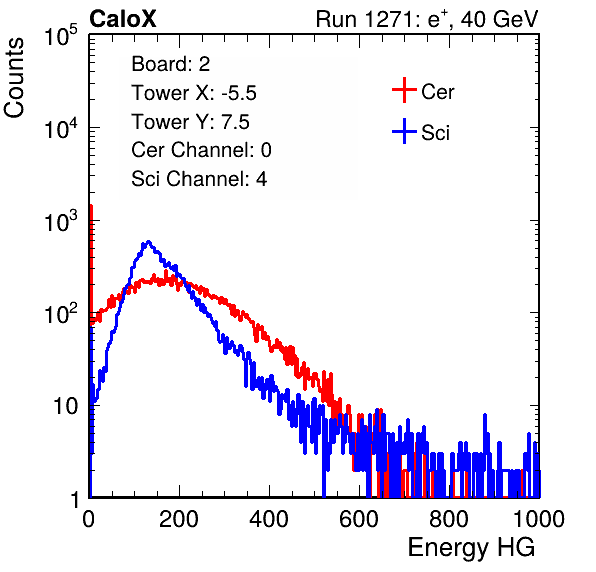 CaloX Run 1271: e⁺, 40 GeV
Counts
Board: 2
Tower X: -5.5
Tower Y: 7.5
Cer Channel: 0
Sci Channel: 4
Cer
Sci
10⁵
10⁴
10³
10²
10
1
0 200 400 600 800 1000
Energy HG